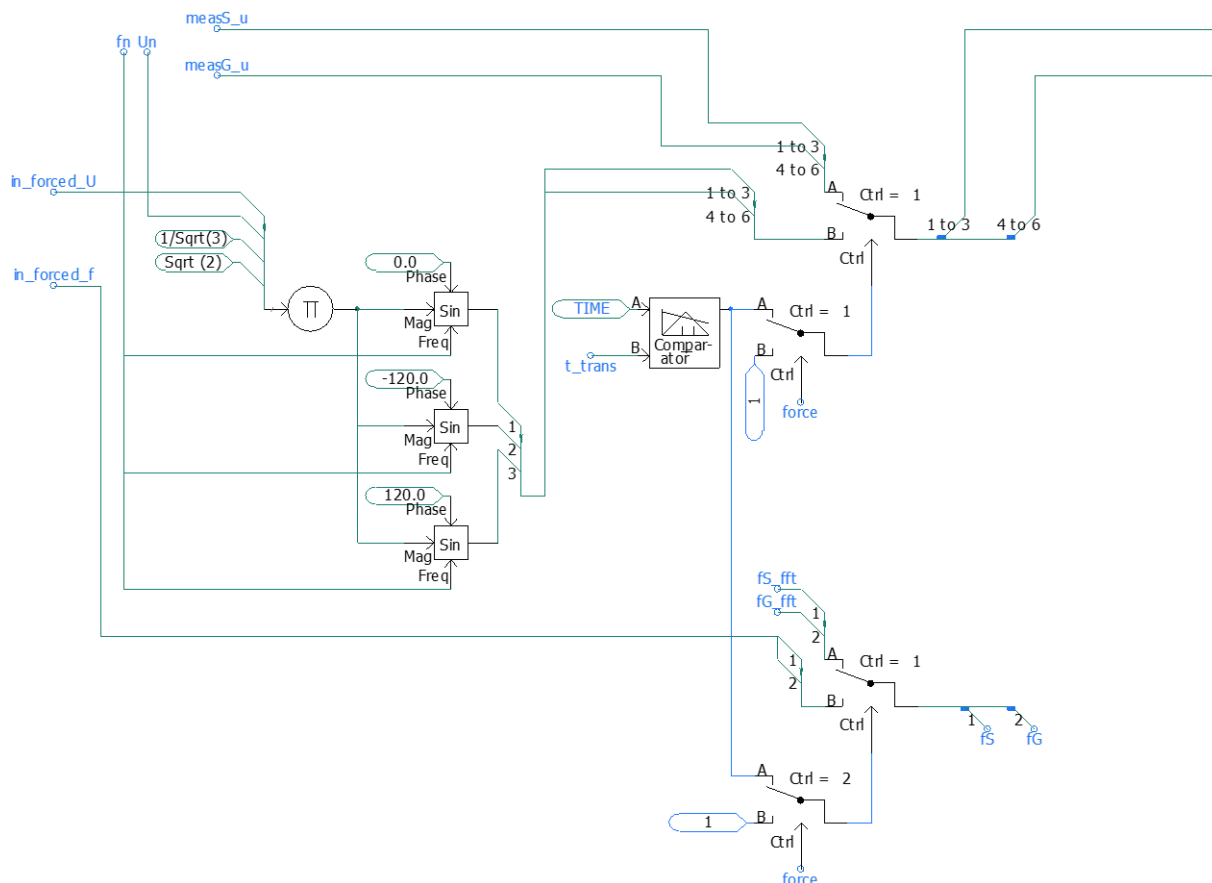 measS_u
fn Un
measG_u
1 to 3
4 to 6
in_forced_U
A
Ctrl = 1
1 to 3
4 to 6
B
1 to 3
4 to 6
Ctrl
1/Sqrt(3)
Sqrt (2)
in_forced_f
0.0
Phase
Sin
Mag
Freq
TIME
A
B
Compar-
ator
t_trans
A
Ctrl = 1
B
Ctrl
1
force
-120.0
Phase
Sin
Mag
Freq
1
2
3
120.0
Phase
Sin
Mag
Freq
fS_fft
fG_fft
1
2
A
Ctrl = 1
1
2
B
Ctrl
1
2
fS
fG
A
Ctrl = 2
1
B
Ctrl
force